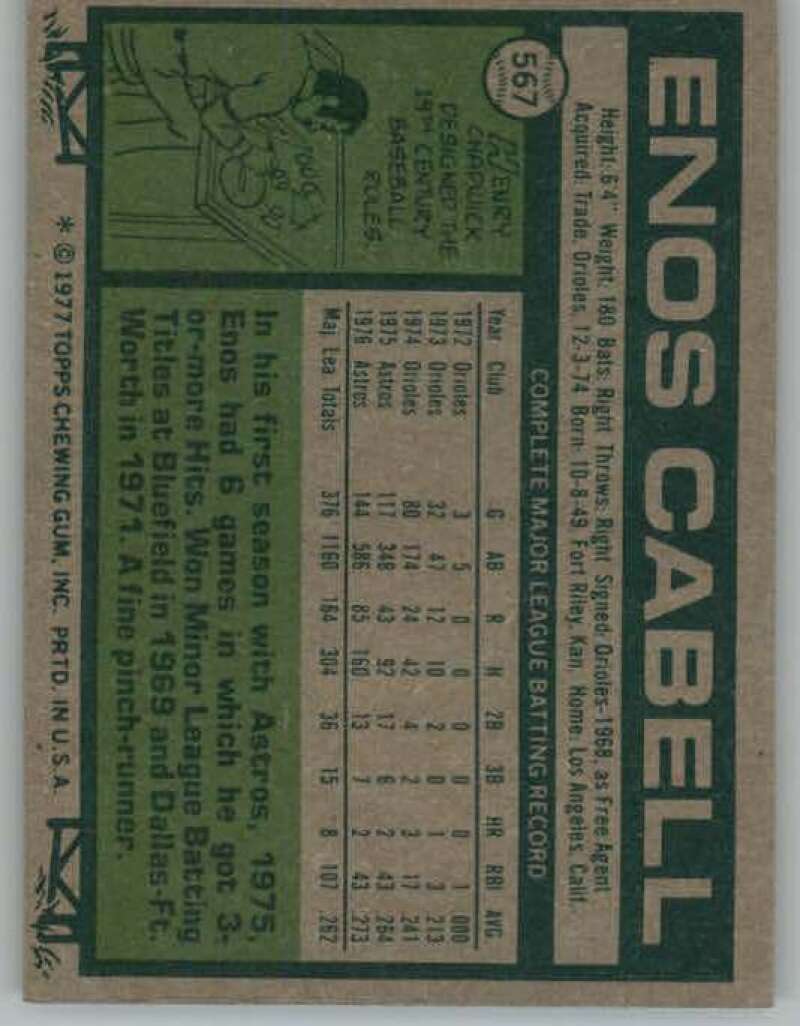 567
ENOS CABELL
Height: 6'4" Weight: 180 Bats: Right Throws: Right Signed: Orioles-1968, as Free Agent
Acquired: Trade, Orioles, 12-3-74 Born: 10-8-49 Fort Riley, Kan. Home: Los Angeles, Calif.
HENRY
CHADWICK
DESIGNED THE
19TH CENTURY
BASEBALL
RULES.
COMPLETE MAJOR LEAGUE BATTING RECORD
Year Club G AB R H 2B 3B HR RBI AVG
1972 Orioles 3 5 0 0 0 0 0 1 .000
1973 Orioles 32 47 12 10 2 0 1 3 .213
1974 Orioles 80 174 24 42 4 2 3 17 .241
1975 Astros 117 348 43 92 17 6 2 43 .264
1976 Astros 144 586 85 160 13 7 2 43 .273
Maj. Lea. Totals 376 1160 164 304 36 15 8 107 .262
In his first season with Astros, 1975,
Enos had 6 games in which he got 3-
or-more Hits. Won Minor League Batting
Titles at Bluefield in 1969 and Dallas-Ft.
Worth in 1971. A fine pinch-runner.
* © 1977 TOPPS CHEWING GUM, INC. PRTD. IN U.S.A.